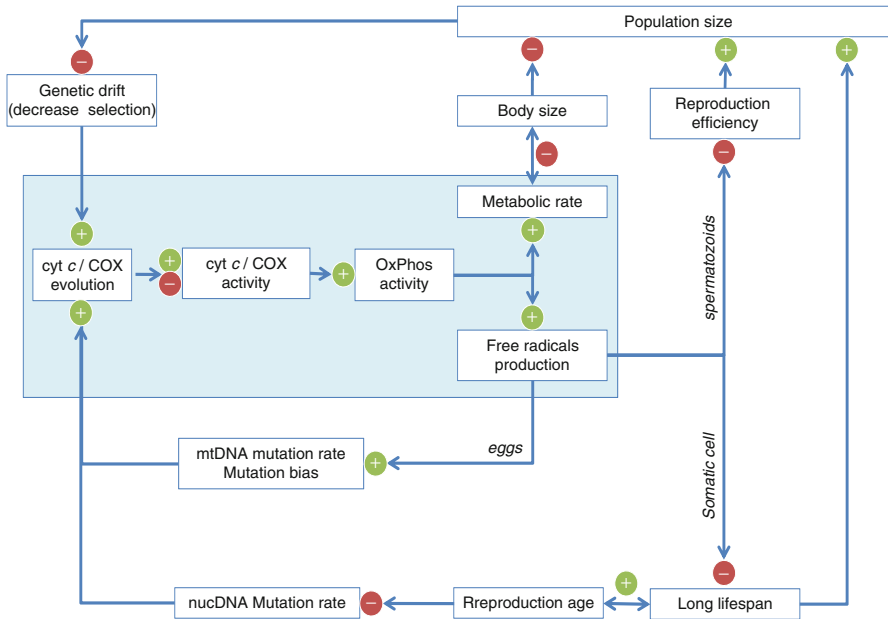 Population size
−
−
+
+
Genetic drift
(decrease selection)
Body size
Reproduction
efficiency
−
−
Metabolic rate
+
+
cyt c / COX
evolution
+
−
cyt c / COX
activity
+
OxPhos
activity
+
+
Free radicals
production
spermatozoids
eggs
mtDNA mutation rate
Mutation bias
+
Somatic cell
−
nucDNA Mutation rate
−
Rreproduction age
+
Long lifespan